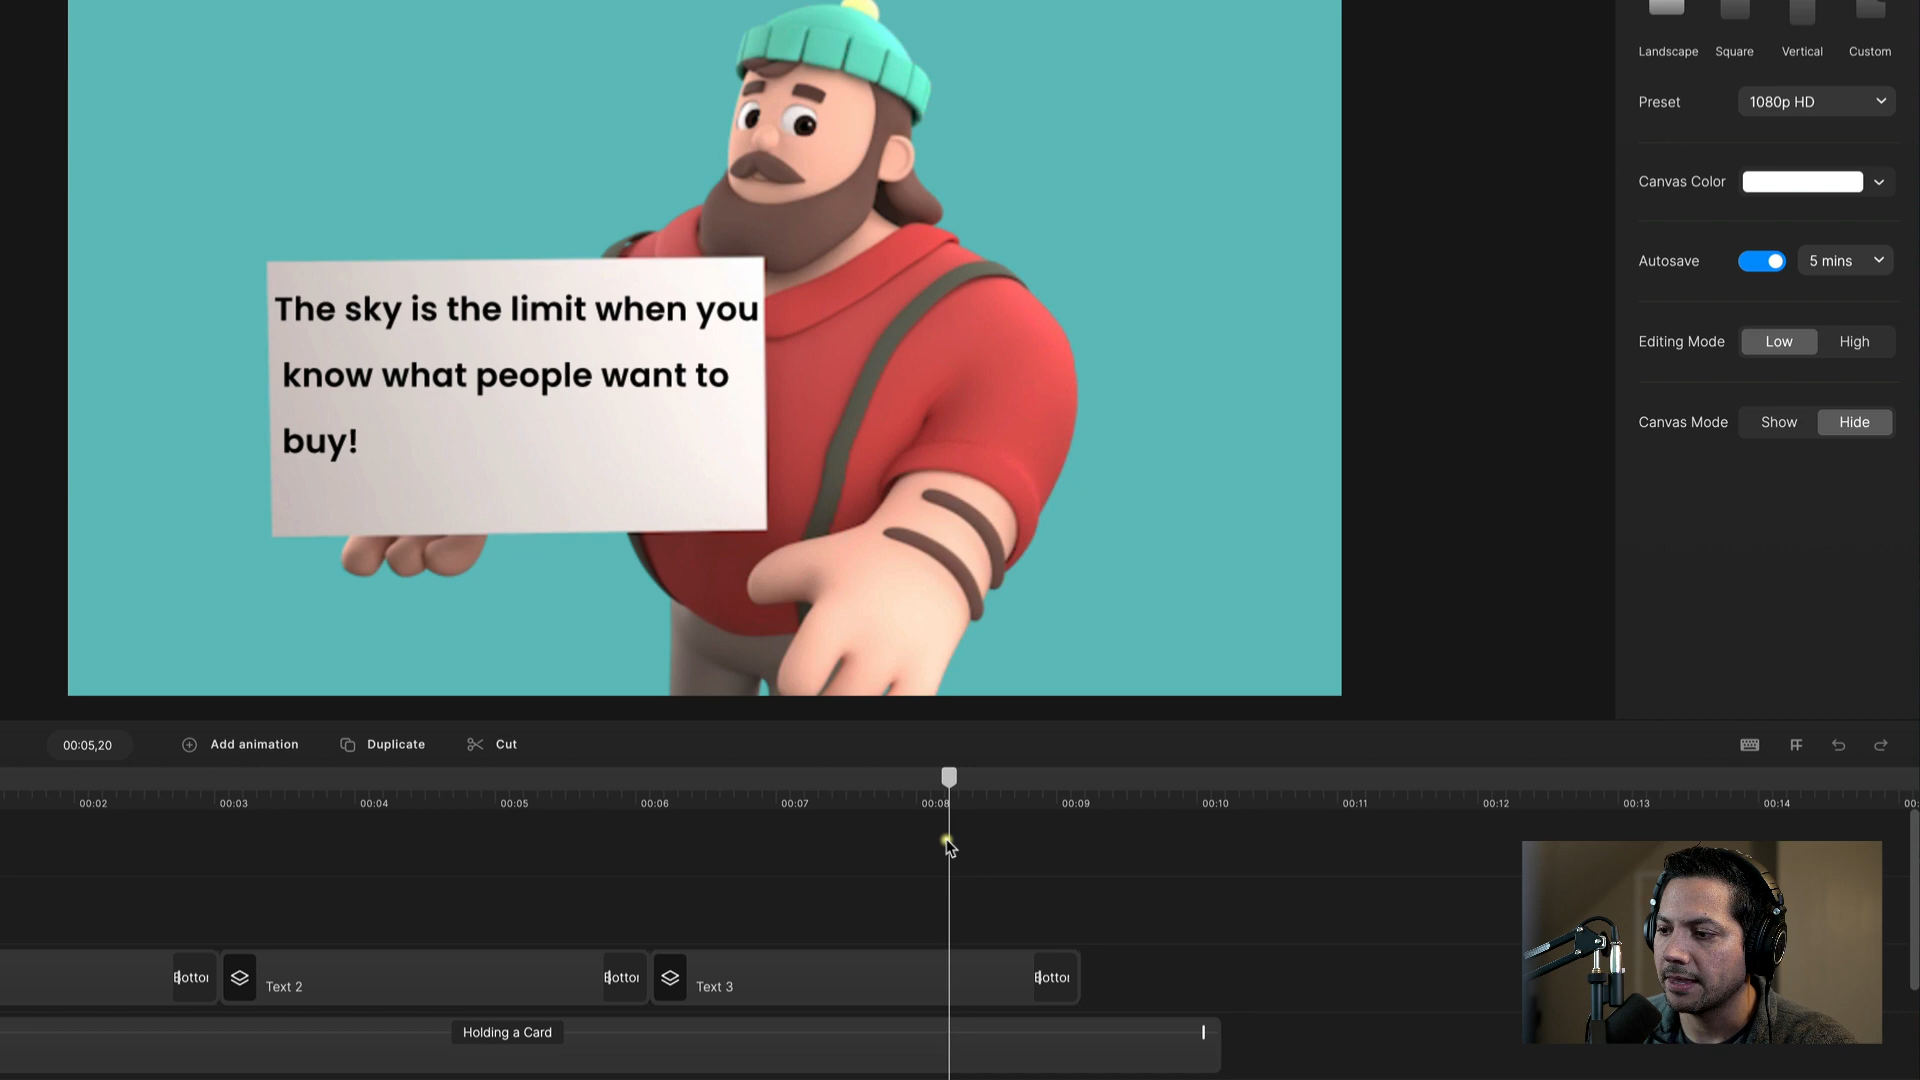 Landscape Square Vertical Custom
Preset 1080p HD
Canvas Color
Autosave 5 mins
Editing Mode Low High
Canvas Mode Show Hide
The sky is the limit when you
know what people want to
buy!
00:05,20 Add animation Duplicate Cut
00:02 00:03 00:04 00:05 00:06 00:07 00:08 00:09 00:10 00:11 00:12 00:13 00:14 00:
Text 2 Text 3
Holding a Card